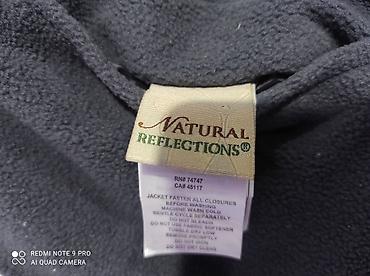 NATURAL
REFLECTIONS®
RN# 74747
CA# 45117
JACKET FASTEN ALL CLOSURES
BEFORE WASHING
MACHINE WASH COLD
GENTLE CYCLE SEPARATELY
DO NOT BLEACH
DO NOT USE FABRIC SOFTENER
TUMBLE DRY LOW
REMOVE PROMPTLY
DO NOT IRON
DO NOT DRY CLEAN
REDMI NOTE 9 PRO
AI QUAD CAMERA